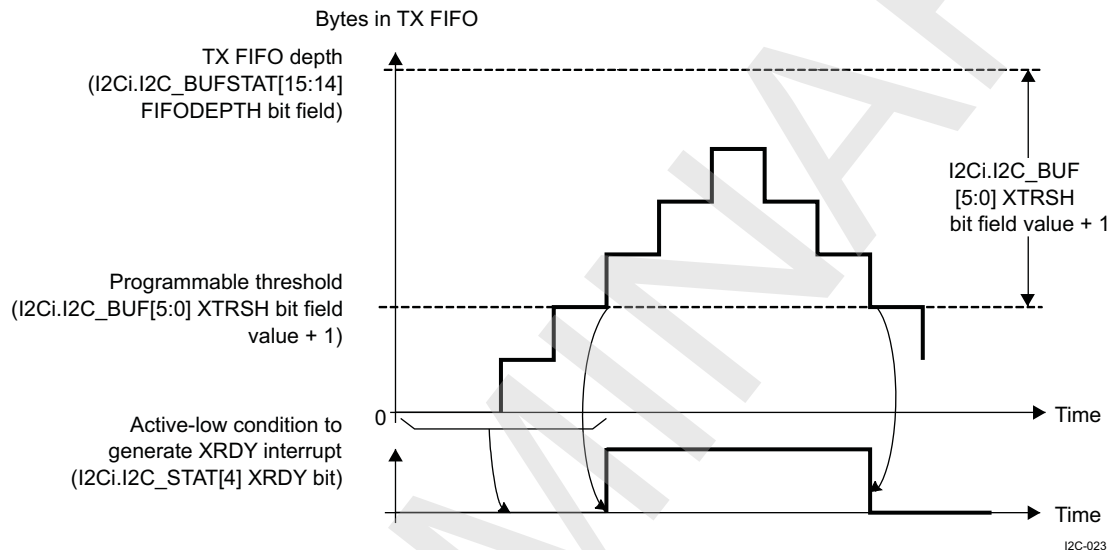 Bytes in TX FIFO
TX FIFO depth
(I2Ci.I2C_BUFSTAT[15:14]
FIFODEPTH bit field)
I2Ci.I2C_BUF
[5:0] XTRSH
bit field value + 1
Programmable threshold
(I2Ci.I2C_BUF[5:0] XTRSH bit field
value + 1)
0
Time
Active-low condition to
generate XRDY interrupt
(I2Ci.I2C_STAT[4] XRDY bit)
Time
I2C-023